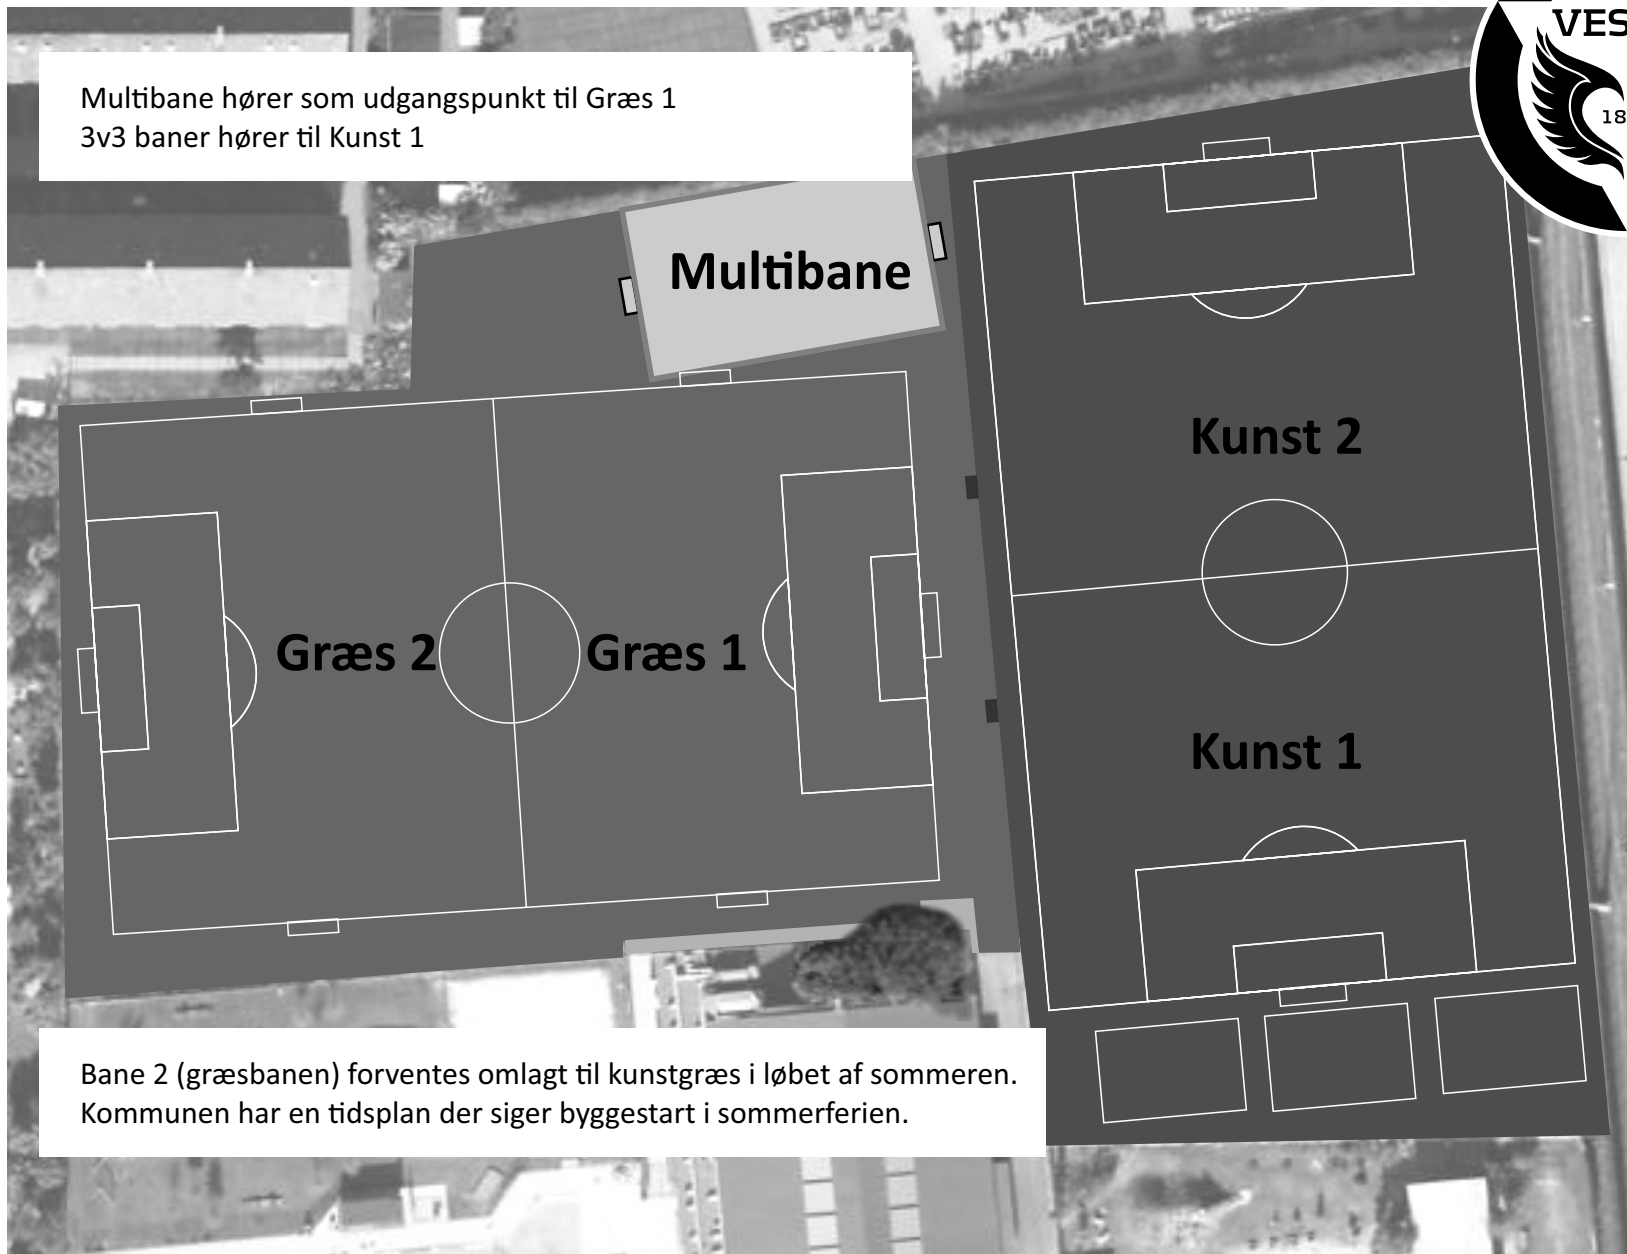 VES
18
Multibane hører som udgangspunkt til Græs 1
3v3 baner hører til Kunst 1
Multibane
Kunst 2
Græs 2
Græs 1
Kunst 1
Bane 2 (græsbanen) forventes omlagt til kunstgræs i løbet af sommeren.
Kommunen har en tidsplan der siger byggestart i sommerferien.